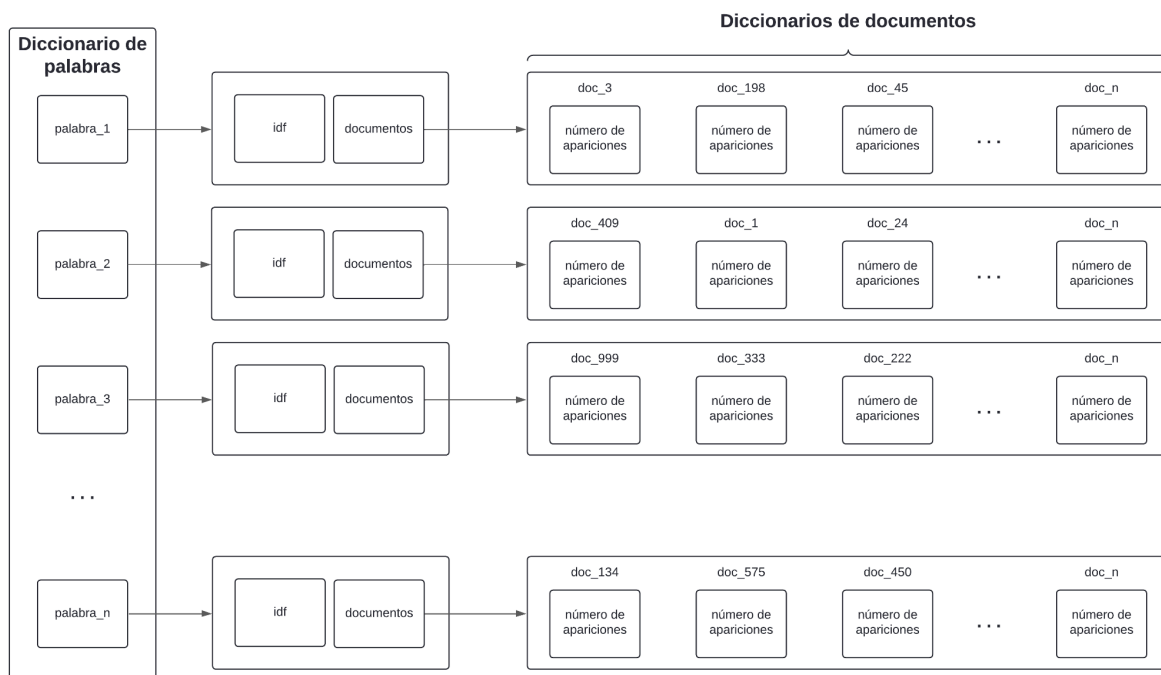 Diccionarios de documentos
Diccionario de
palabras
doc_3
doc_198
doc_45
doc_n
palabra_1
idf
documentos
número de
apariciones
número de
apariciones
número de
apariciones
. . .
número de
apariciones
doc_409
doc_1
doc_24
doc_n
palabra_2
idf
documentos
número de
apariciones
número de
apariciones
número de
apariciones
. . .
número de
apariciones
doc_999
doc_333
doc_222
doc_n
palabra_3
idf
documentos
número de
apariciones
número de
apariciones
número de
apariciones
. . .
número de
apariciones
. . .
doc_134
doc_575
doc_450
doc_n
palabra_n
idf
documentos
número de
apariciones
número de
apariciones
número de
apariciones
. . .
número de
apariciones